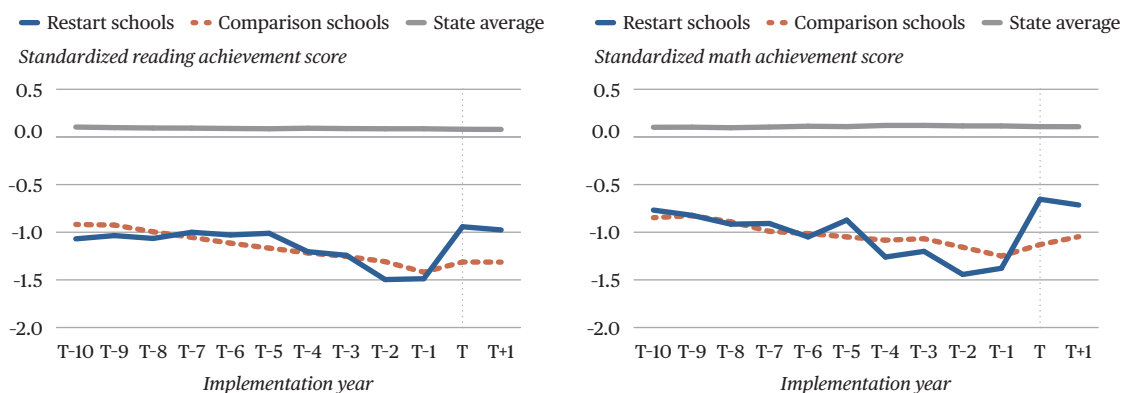 Restart schools Comparison schools State average
Standardized reading achievement score
0.5
0.0
-0.5
-1.0
-1.5
-2.0
T-10 T-9 T-8 T-7 T-6 T-5 T-4 T-3 T-2 T-1 T T+1
Implementation year
Restart schools Comparison schools State average
Standardized math achievement score
0.5
0.0
-0.5
-1.0
-1.5
-2.0
T-10 T-9 T-8 T-7 T-6 T-5 T-4 T-3 T-2 T-1 T T+1
Implementation year